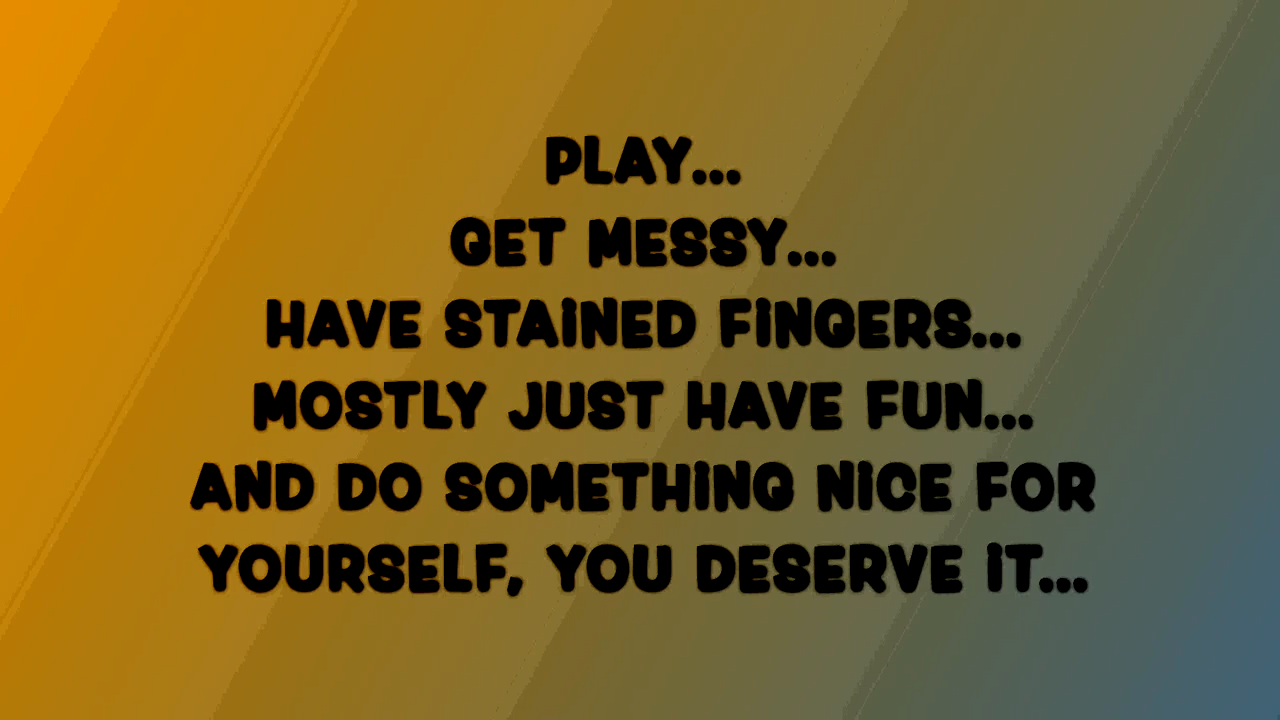 PLAY...
GET MESSY...
HAVE STAINED FINGERS...
MOSTLY JUST HAVE FUN...
AND DO SOMETHING NICE FOR
YOURSELF, YOU DESERVE IT...